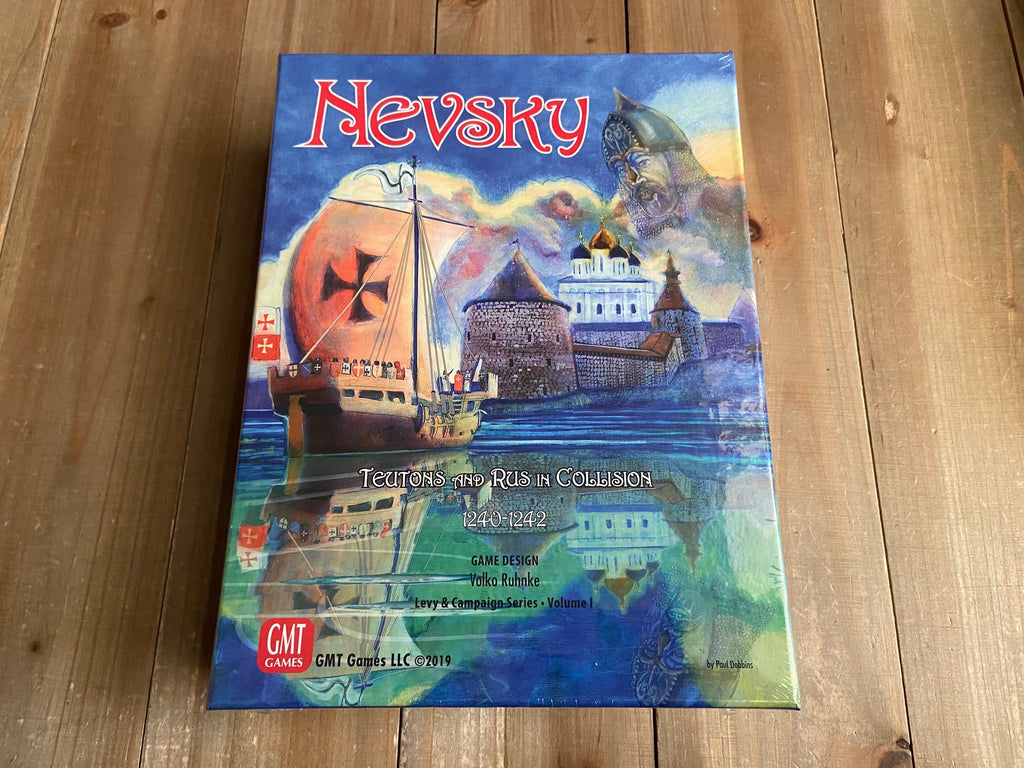 Nevsky
Teutons and Rus in Collision
1240-1242
GAME DESIGN
Volko Ruhnke
Levy & Campaign Series • Volume I
GMT
GAMES
GMT Games LLC ©2019
by Paul Dobbins